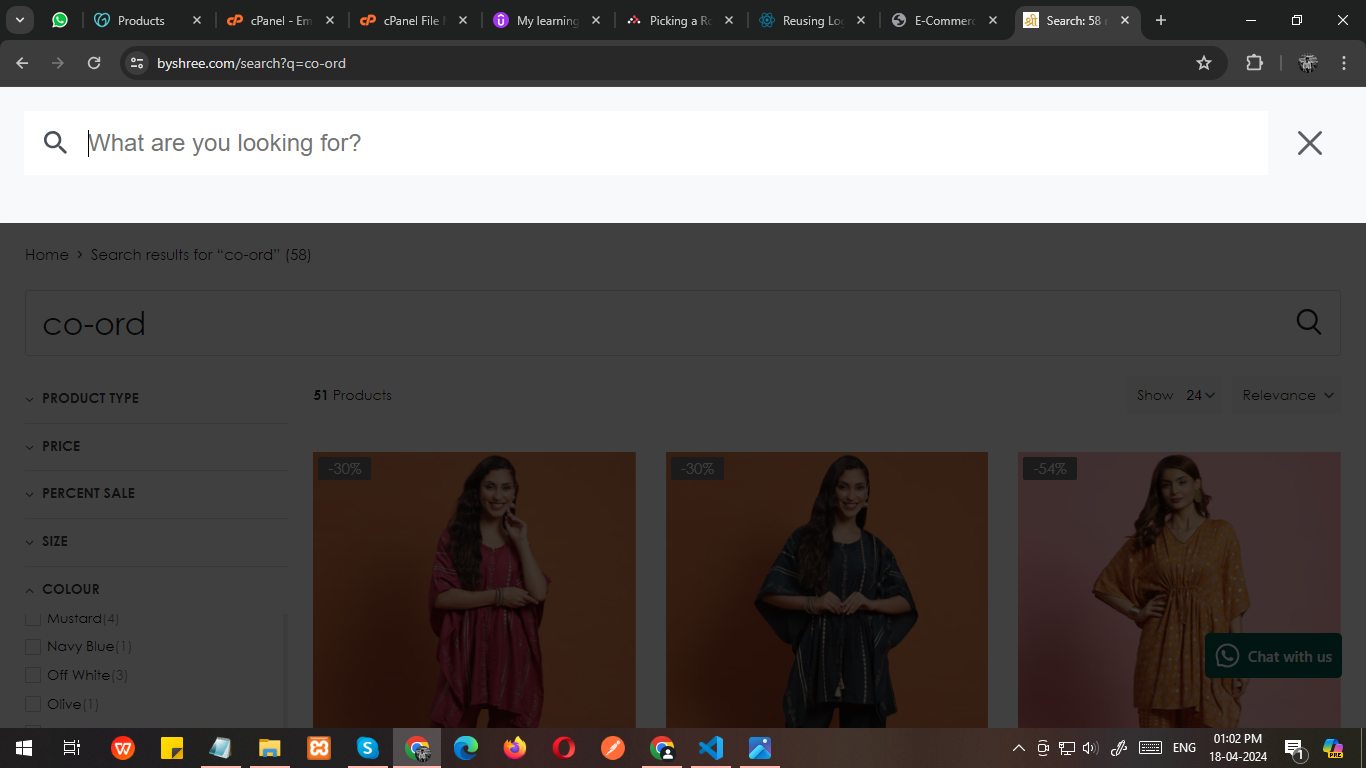 Products
cPanel - Em
cPanel File
My learning
Picking a
Reusing
E-Commer
श्री
Search: 58
byshree.com/search?q=co-ord
What are you looking for?
Home > Search results for “co-ord” (58)
co-ord
PRODUCT TYPE
51 Products
Show 24
Relevance
PRICE
PERCENT SALE
SIZE
COLOUR
Mustard(4)
Navy Blue(1)
Off White(3)
Olive(1)
-30%
-30%
-54%
Chat with us
ENG
01:02 PM
18-04-2024
1
PRE